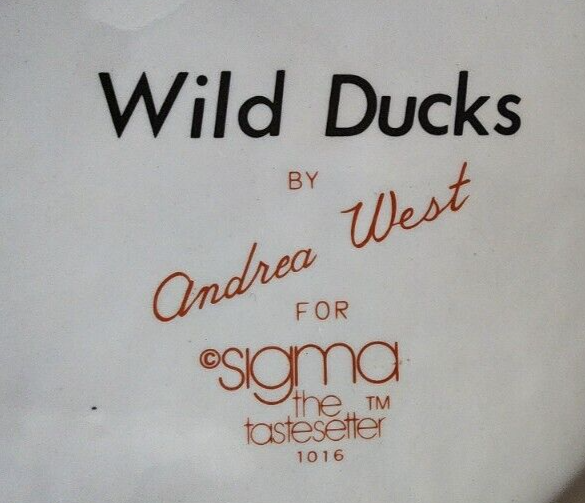 Wild Ducks
BY
Andrea West
FOR
©sigma
the TM
tastesetter
1016